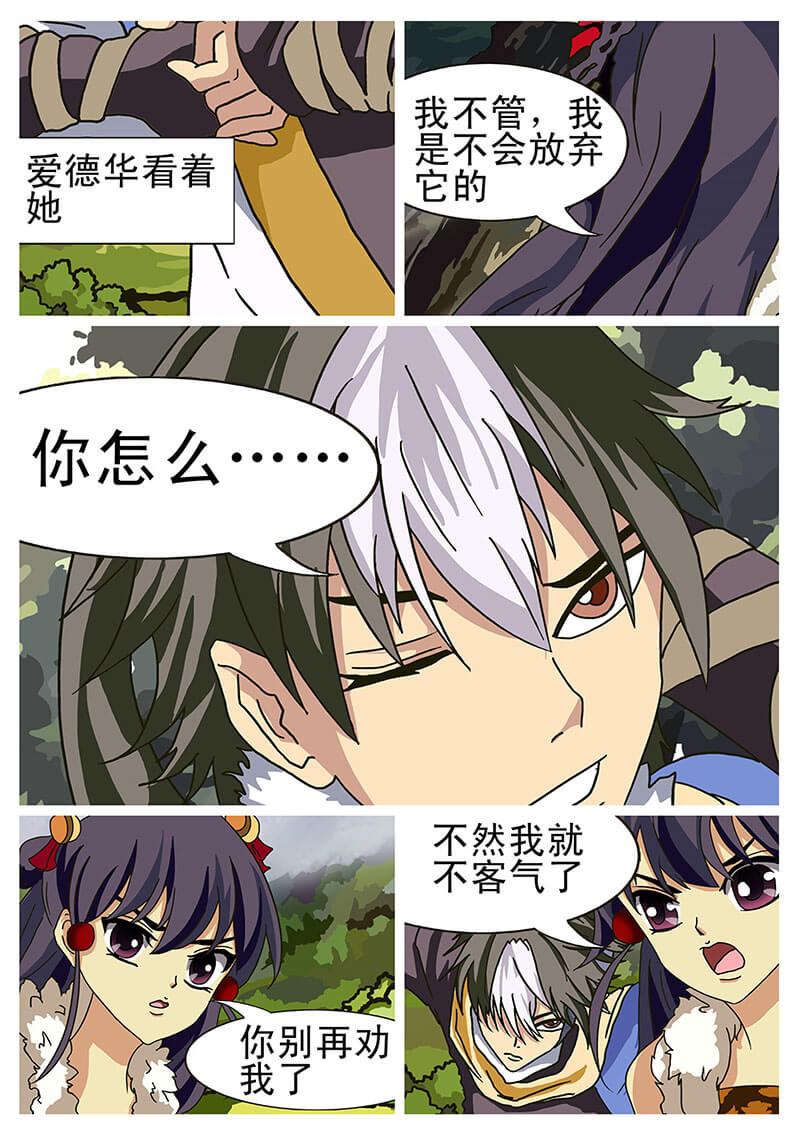 爱德华看着
她
我不管，我
是不会放弃
它的
你怎么……
你别再劝
我了
不然我就
不客气了